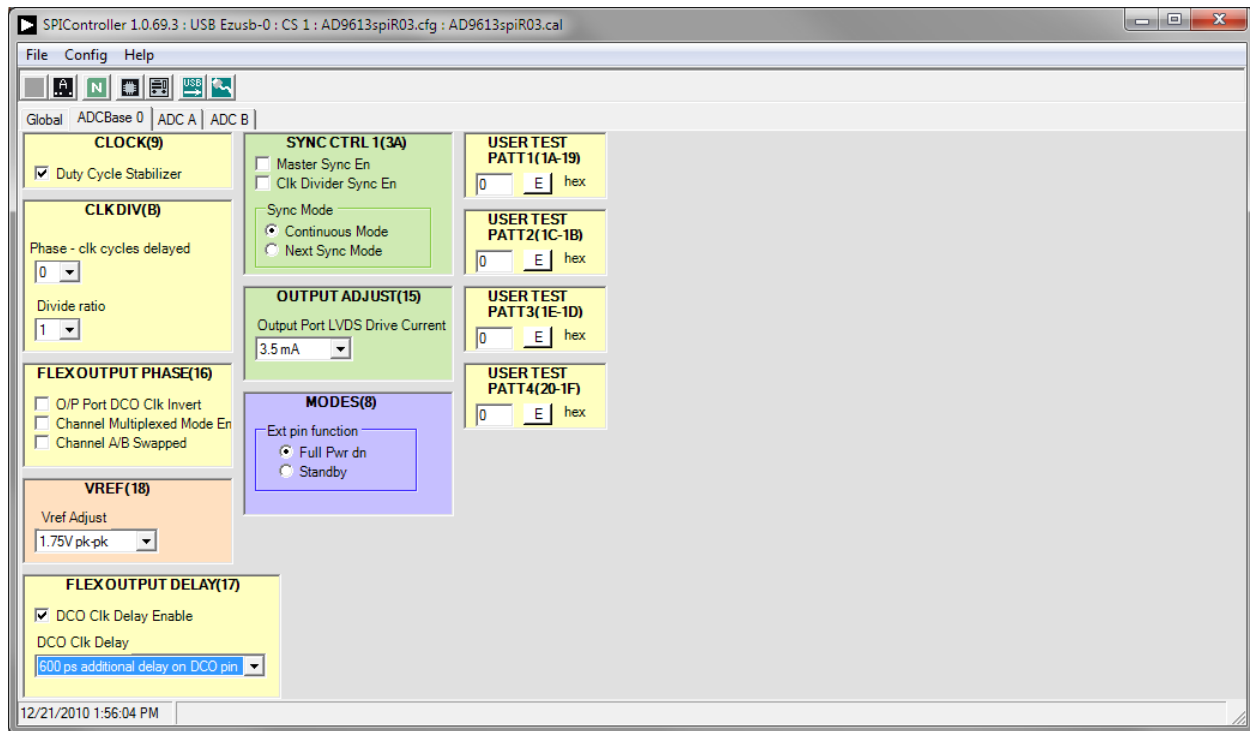 SPIController 1.0.69.3 : USB Ezusb-0 : CS 1 : AD9613spiR03.cfg : AD9613spiR03.cal
File Config Help
A N USB
Global ADCBase 0 ADC A ADC B
CLOCK(9)
Duty Cycle Stabilizer
CLK DIV(B)
Phase - clk cycles delayed
0
Divide ratio
1
FLEX OUTPUT PHASE(16)
O/P Port DCO Clk Invert
Channel Multiplexed Mode En
Channel A/B Swapped
VREF(18)
Vref Adjust
1.75V pk-pk
FLEX OUTPUT DELAY(17)
DCO Clk Delay Enable
DCO Clk Delay
600 ps additional delay on DCO pin
SYNC CTRL 1(3A)
Master Sync En
Clk Divider Sync En
Sync Mode
Continuous Mode
Next Sync Mode
OUTPUT ADJUST(15)
Output Port LVDS Drive Current
3.5 mA
MODES(8)
Ext pin function
Full Pwr dn
Standby
USER TEST
PATT1(1A-19)
0 E hex
USER TEST
PATT2(1C-1B)
0 E hex
USER TEST
PATT3(1E-1D)
0 E hex
USER TEST
PATT4(20-1F)
0 E hex
12/21/2010 1:56:04 PM